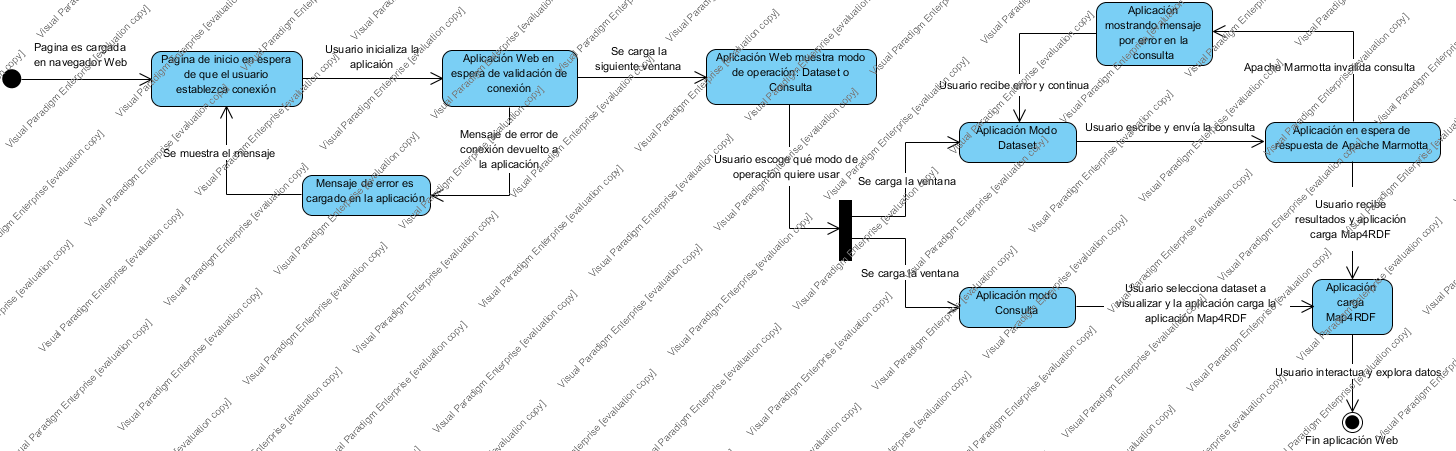 Pagina es cargada
en navegador Web
Pagina de inicio en espera
de que el usuario
establezca conexión
Usuario inicializa la
aplicaión
Aplicación Web en
espera de validación de
conexión
Se carga la
siguiente ventana
Aplicación Web muestra modo
de operación: Dataset o
Consulta
Mensaje de error de
conexión devuelto a
la aplicación
Se muestra el mensaje
Mensaje de error es
cargado en la aplicación
Usuario escoge qué modo de
operación quiere usar
Se carga la ventana
Se carga la ventana
Aplicación
mostrando mensaje
por error en la
consulta
Usuario recibe error y continua
Apache Marmotta invalida consulta
Aplicación Modo
Dataset
Usuario escribe y envía la consulta
Aplicación en espera de
respuesta de Apache Marmotta
Usuario recibe
resultados y aplicación
carga Map4RDF
Aplicación modo
Consulta
Usuario selecciona dataset a
visualizar y la aplicación carga la
aplicación Map4RDF
Aplicación
carga
Map4RDF
Usuario interactua y explora datos
Fin aplicación Web
Visual Paradigm Enterprise [evaluation copy]